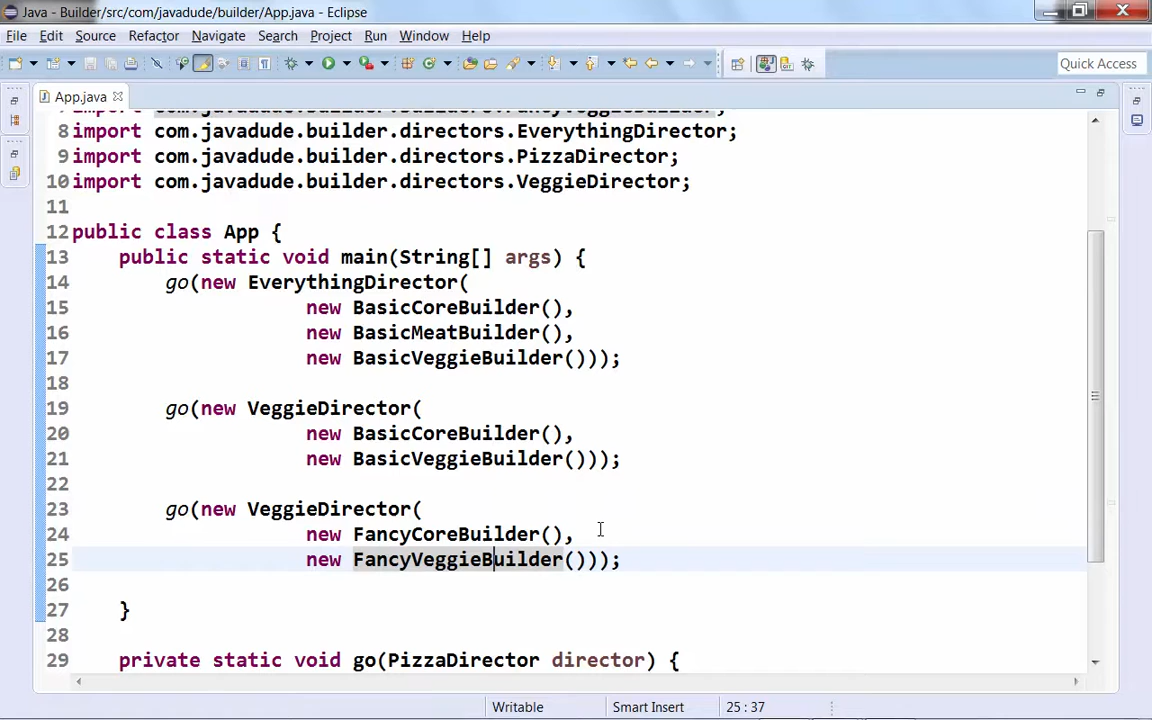 Java - Builder/src/com/javadude/builder/App.java - Eclipse
File Edit Source Refactor Navigate Search Project Run Window Help
Quick Access
App.java
8 import com.javadude.builder.directors.EverythingDirector;
9 import com.javadude.builder.directors.PizzaDirector;
10 import com.javadude.builder.directors.VeggieDirector;
11
12 public class App {
13 public static void main(String[] args) {
14 go(new EverythingDirector(
15 new BasicCoreBuilder(),
16 new BasicMeatBuilder(),
17 new BasicVeggieBuilder()));
18
19 go(new VeggieDirector(
20 new BasicCoreBuilder(),
21 new BasicVeggieBuilder()));
22
23 go(new VeggieDirector(
24 new FancyCoreBuilder(),
25 new FancyVeggieBuilder()));
26
27 }
28
29 private static void go(PizzaDirector director) {
Writable Smart Insert 25 : 37